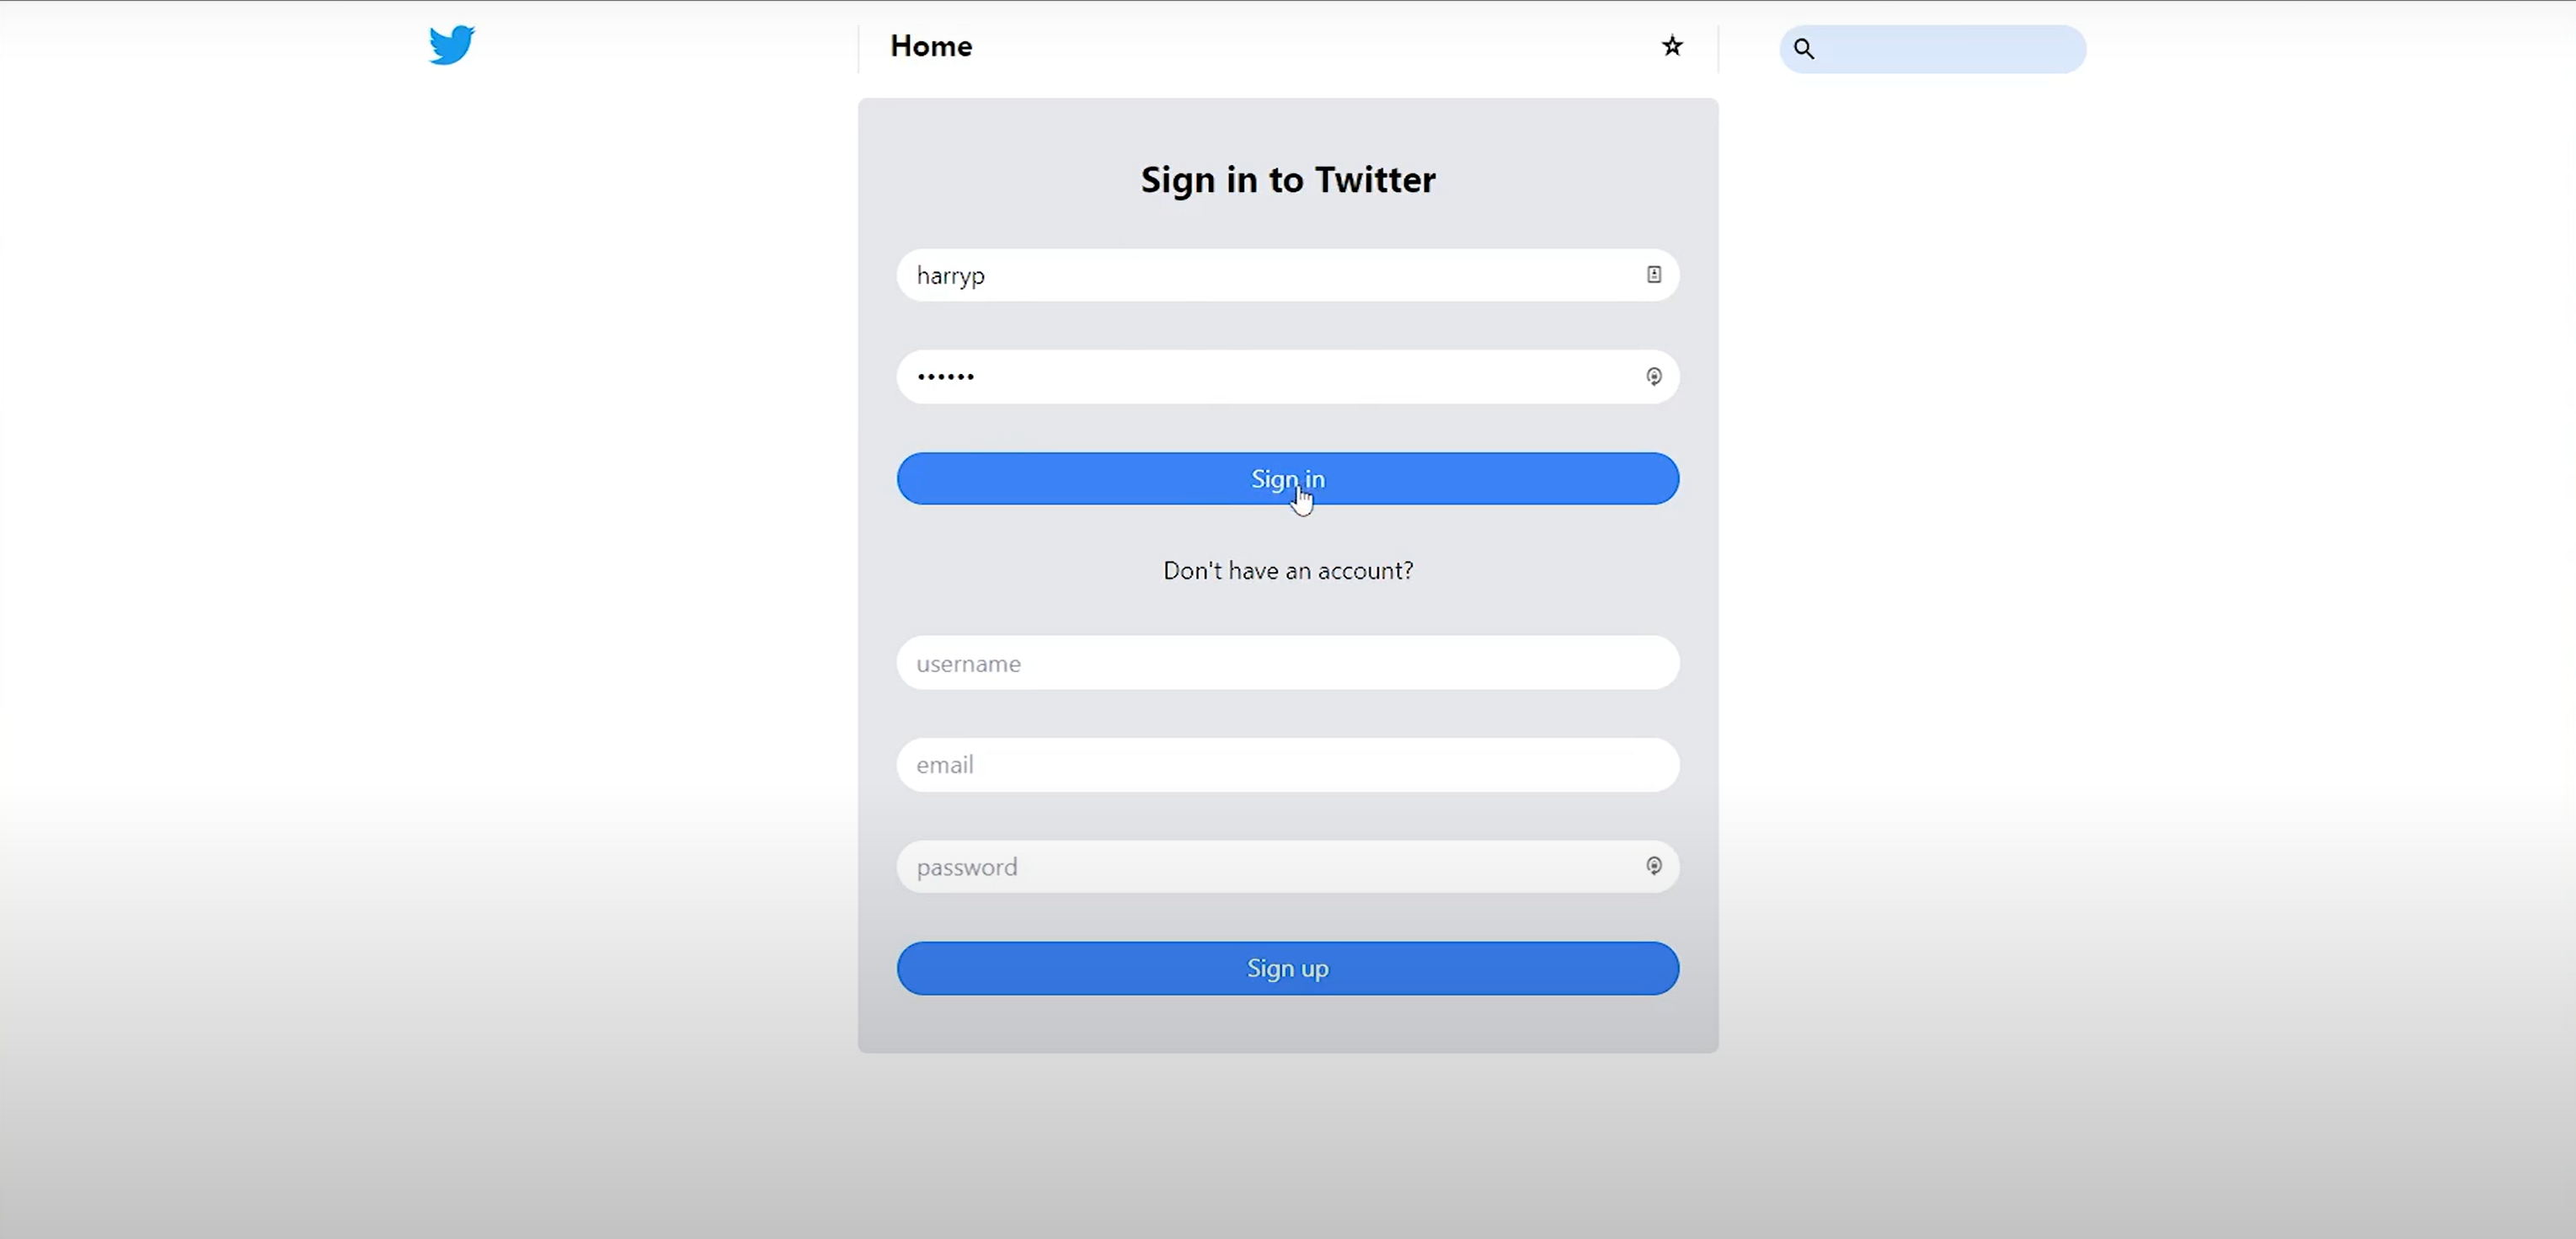 Home
Sign in to Twitter
harryp
••••••
Sign in
Don't have an account?
username
email
password
Sign up